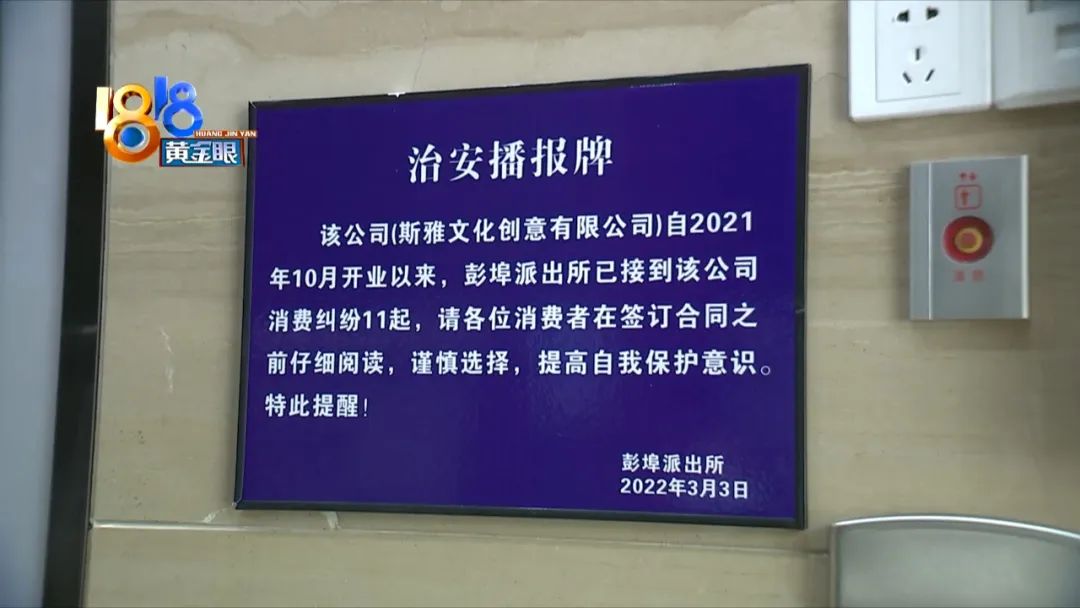 1818
HUANG JIN YAN
黄金眼
治安播报牌
该公司(斯雅文化创意有限公司)自2021
年10月开业以来，彭埠派出所已接到该公司
消费纠纷11起，请各位消费者在签订合同之
前仔细阅读，谨慎选择，提高自我保护意识。
特此提醒！
彭埠派出所
2022年3月3日